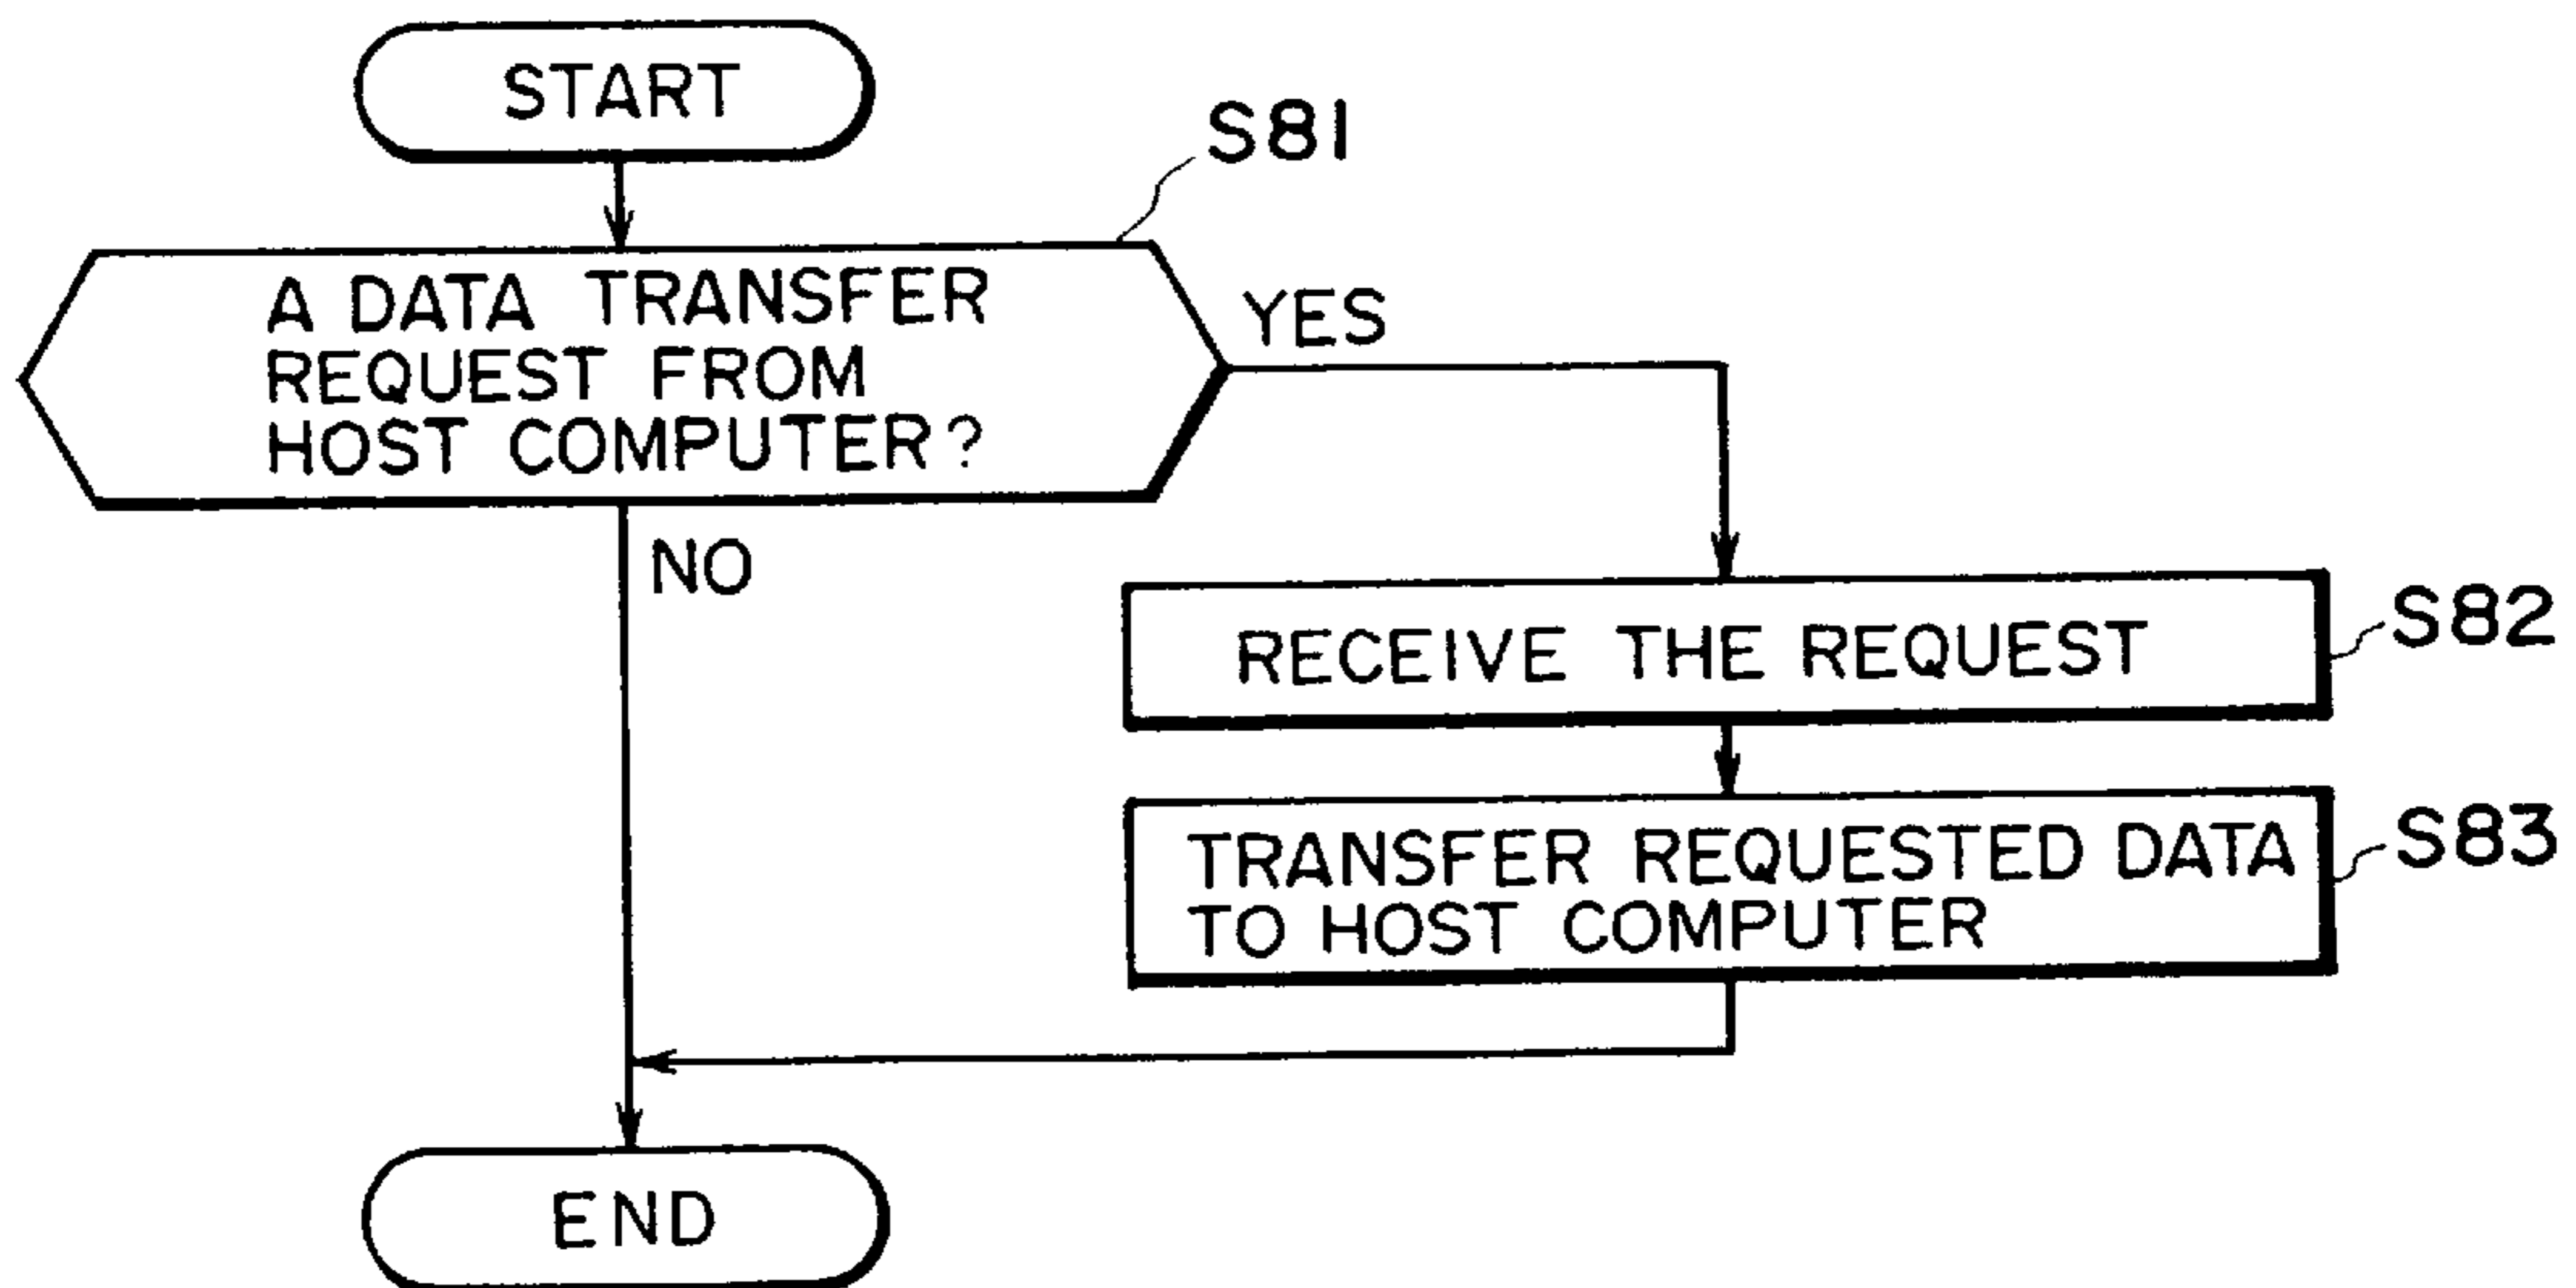 START
S81
A DATA TRANSFER
REQUEST FROM
HOST COMPUTER?
YES
NO
RECEIVE THE REQUEST
S82
TRANSFER REQUESTED DATA
TO HOST COMPUTER
S83
END